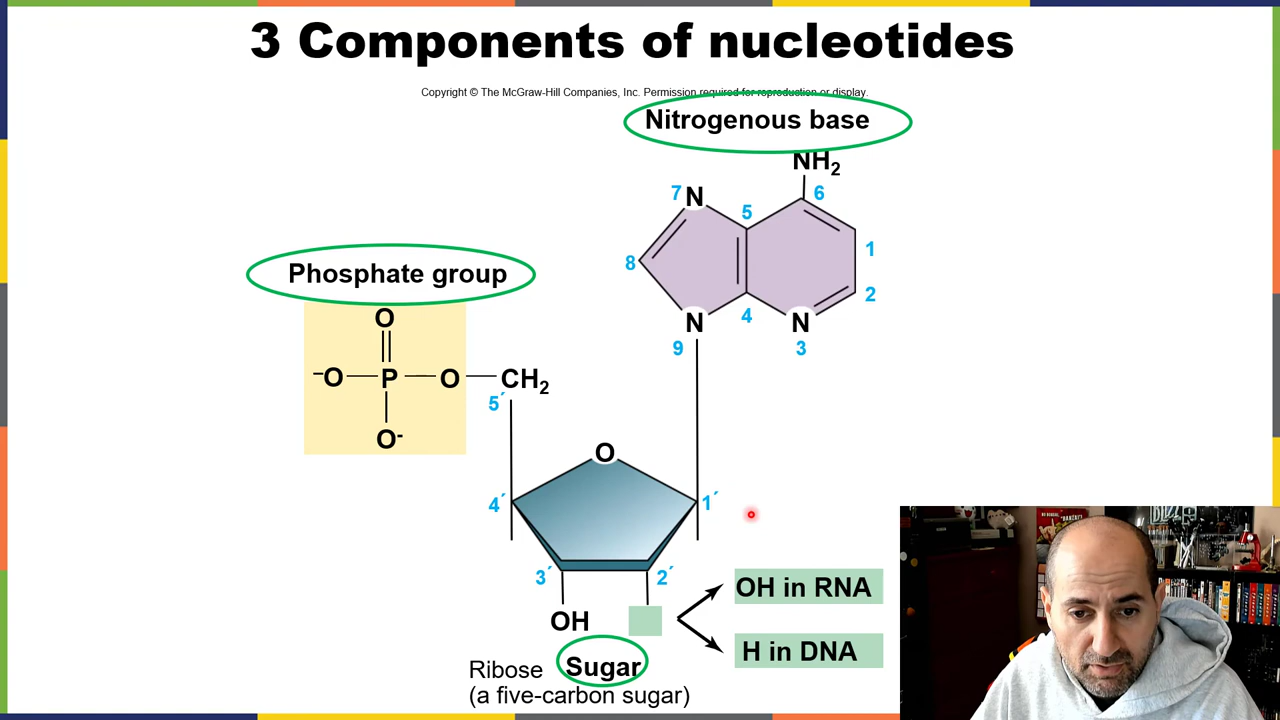 3 Components of nucleotides
Copyright © The McGraw-Hill Companies, Inc. Permission required for reproduction or display.
Nitrogenous base
NH2
7 N
6
5
1
8
2
N
4
N
9
3
Phosphate group
O
⁻O P O CH2
5´
O-
O
4´
1´
3´
2´
OH
OH in RNA
H in DNA
Ribose Sugar
(a five-carbon sugar)